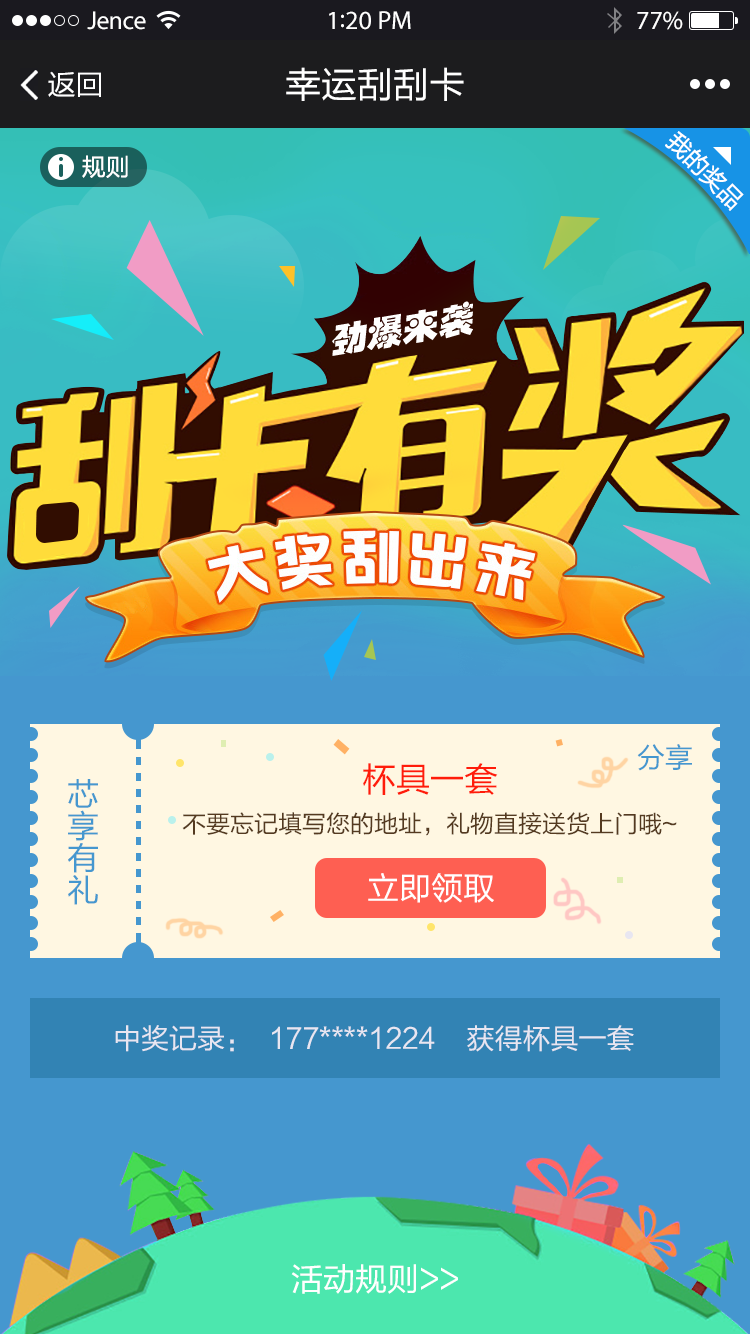 Jence 1:20 PM 77%
返回 幸运刮刮卡
规则
我的奖品
劲爆来袭
刮卡有奖
大奖刮出来
分享
芯享有礼
杯具一套
不要忘记填写您的地址，礼物直接送货上门哦~
立即领取
中奖记录： 177****1224 获得杯具一套
活动规则>>